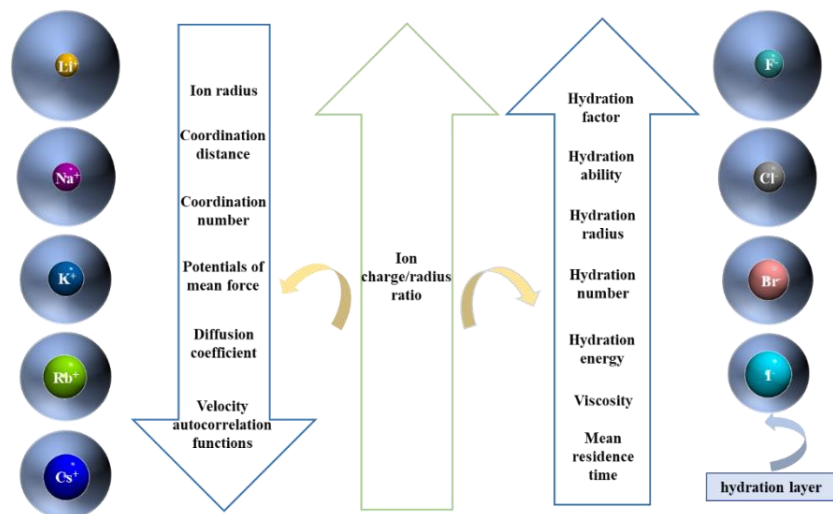 Li⁺
Na⁺
K⁺
Rb⁺
Cs⁺
Ion radius
Coordination
distance
Coordination
number
Potentials of
mean force
Diffusion
coefficient
Velocity
autocorrelation
functions
Ion
charge/radius
ratio
Hydration
factor
Hydration
ability
Hydration
radius
Hydration
number
Hydration
energy
Viscosity
Mean
residence
time
F⁻
Cl⁻
Br⁻
I⁻
hydration layer